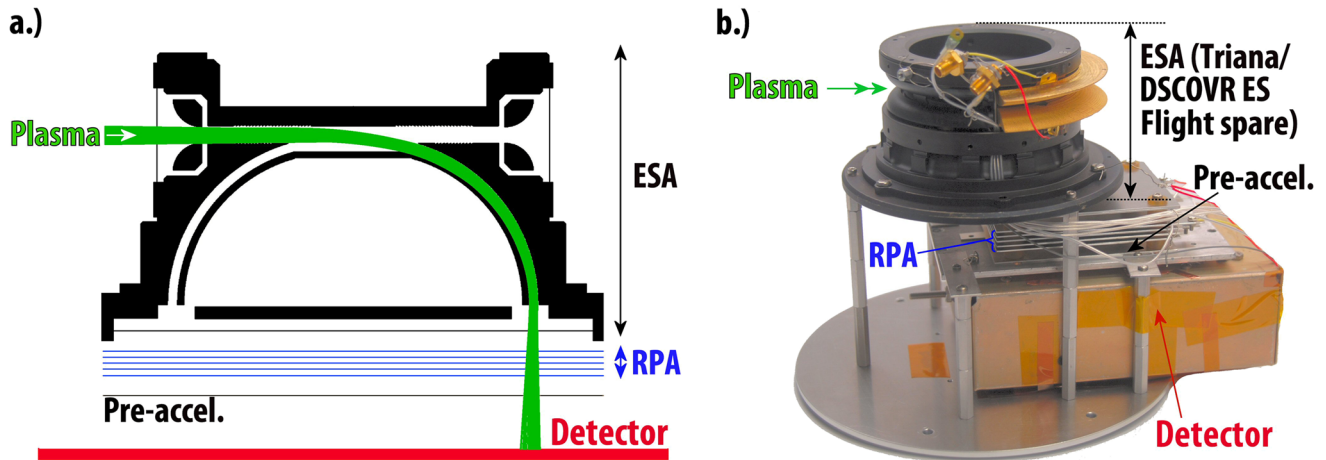 a.)
Plasma
ESA
RPA
Pre-accel.
Detector
b.)
Plasma
ESA (Triana/
DSCOVR ES
Flight spare)
Pre-accel.
RPA
Detector